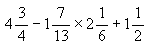 4 3/4 − 1 7/13 × 2 1/6 + 1 1/2